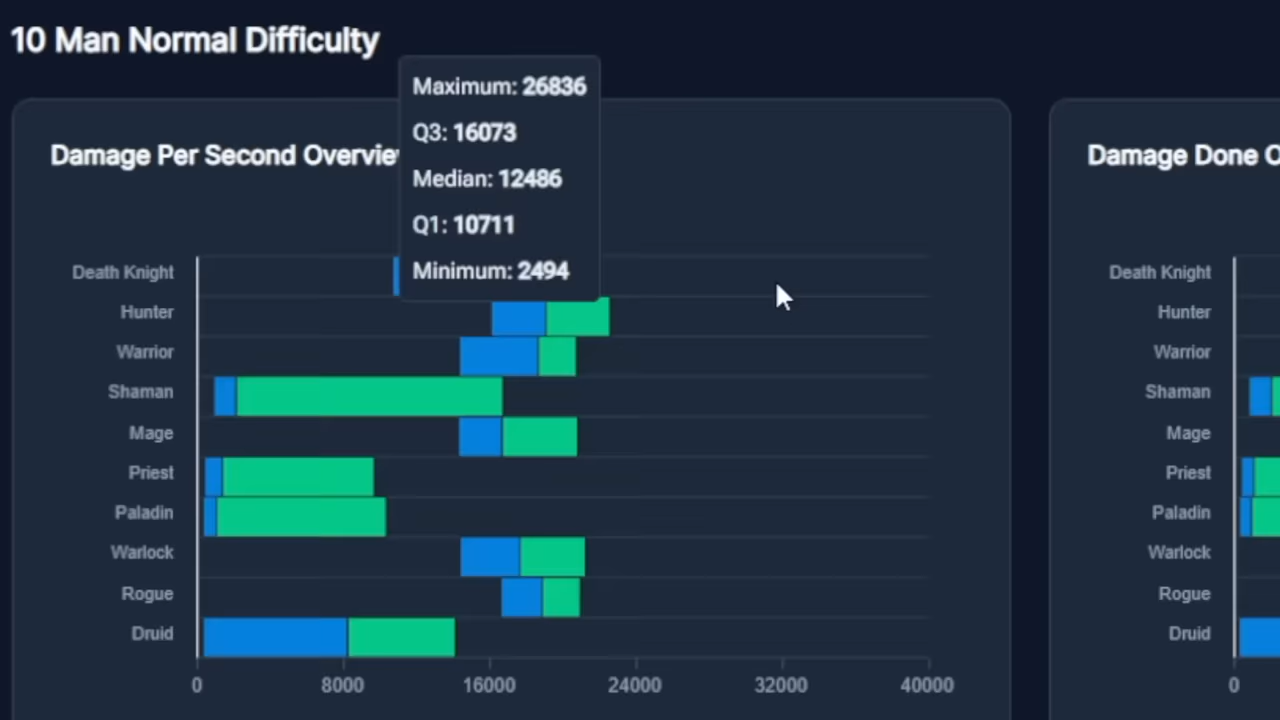 10 Man Normal Difficulty
Maximum: 26836
Q3: 16073
Median: 12486
Q1: 10711
Minimum: 2494
Damage Per Second
Damage Done
Death Knight
Hunter
Warrior
Shaman
Mage
Priest
Paladin
Warlock
Rogue
Druid
0
8000
16000
24000
32000
40000
Death Knight
Hunter
Warrior
Shaman
Mage
Priest
Paladin
Warlock
Rogue
Druid
0